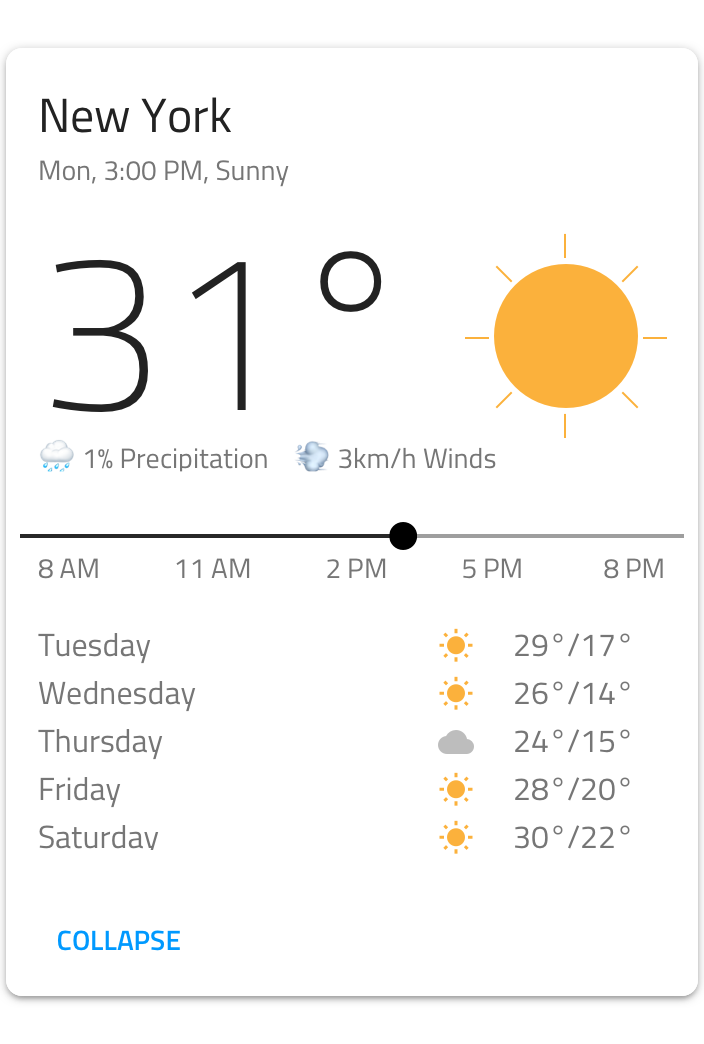 New York
Mon, 3:00 PM, Sunny
31°
1% Precipitation 3km/h Winds
8 AM 11 AM 2 PM 5 PM 8 PM
Tuesday 29°/17°
Wednesday 26°/14°
Thursday 24°/15°
Friday 28°/20°
Saturday 30°/22°
COLLAPSE